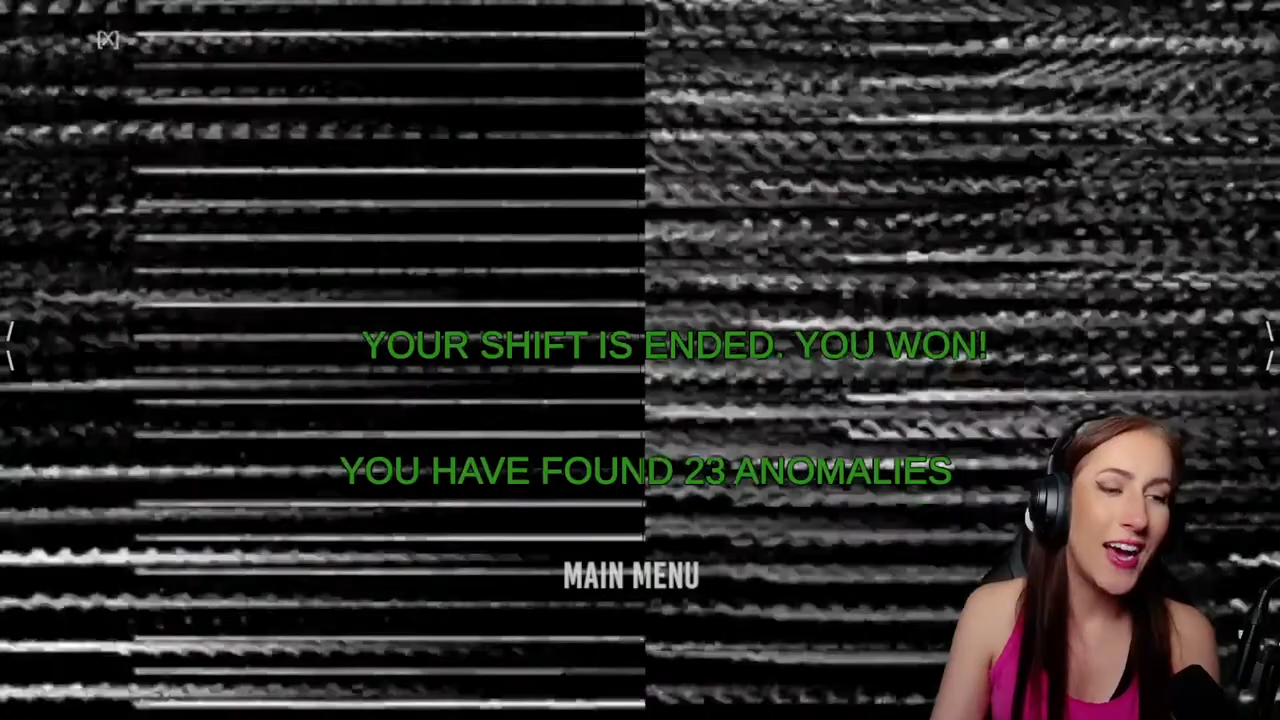 [X]
YOUR SHIFT IS ENDED. YOU WON!
YOU HAVE FOUND 23 ANOMALIES
MAIN MENU